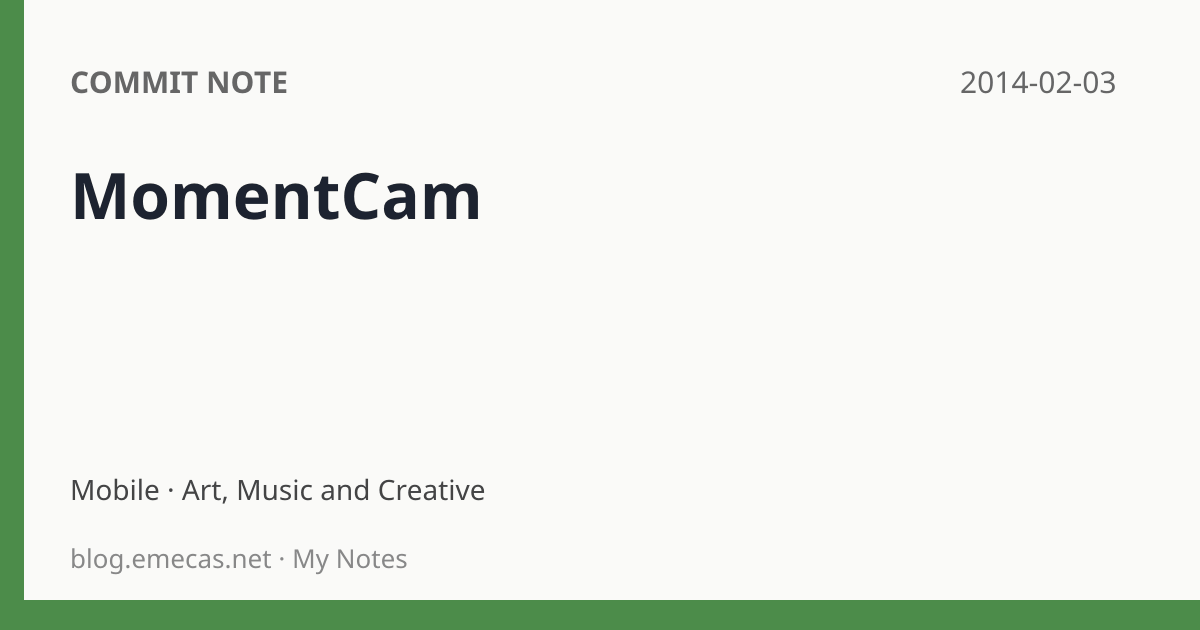 COMMIT NOTE
2014-02-03
MomentCam
Mobile · Art, Music and Creative
blog.emecas.net · My Notes